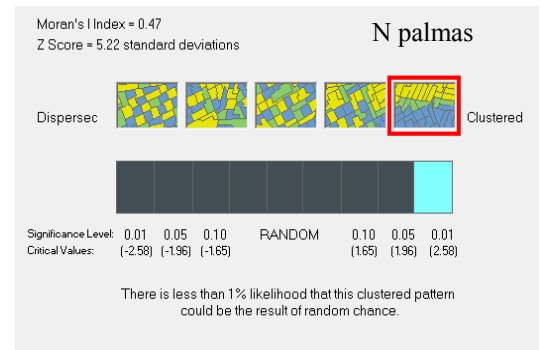 Moran's I Index = 0.47
Z Score = 5.22 standard deviations
N palmas
Dispersec
Clustered
Significance Level: 0.01 0.05 0.10 RANDOM 0.10 0.05 0.01
Critical Values: (-2.58) (-1.96) (-1.65) (1.65) (1.96) (2.58)
There is less than 1% likelihood that this clustered pattern
could be the result of random chance.